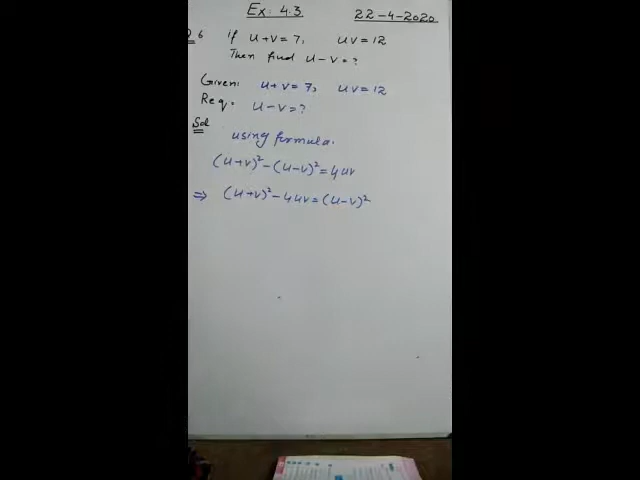 Ex: 4.3
22-4-2020
6 If u+v=7, uv=12
Then find u-v=?
Given: u+v=7, uv=12
Req: u-v=?
Sol
using formula.
(u+v)²-(u-v)²=4uv
⇒ (u+v)²-4uv=(u-v)²